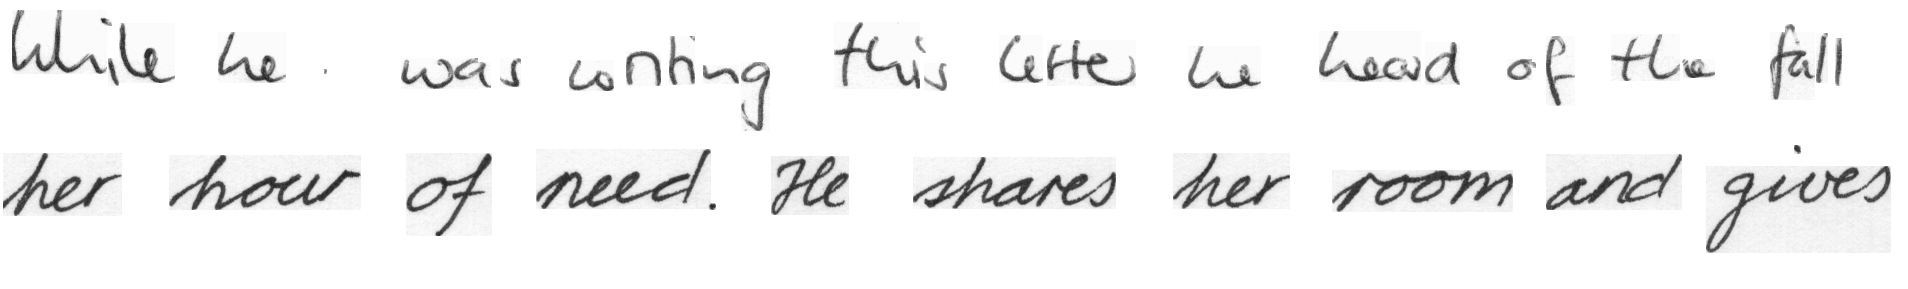 While he . was writing this letter he heard of the fall
her hour of need. He shares her room and gives